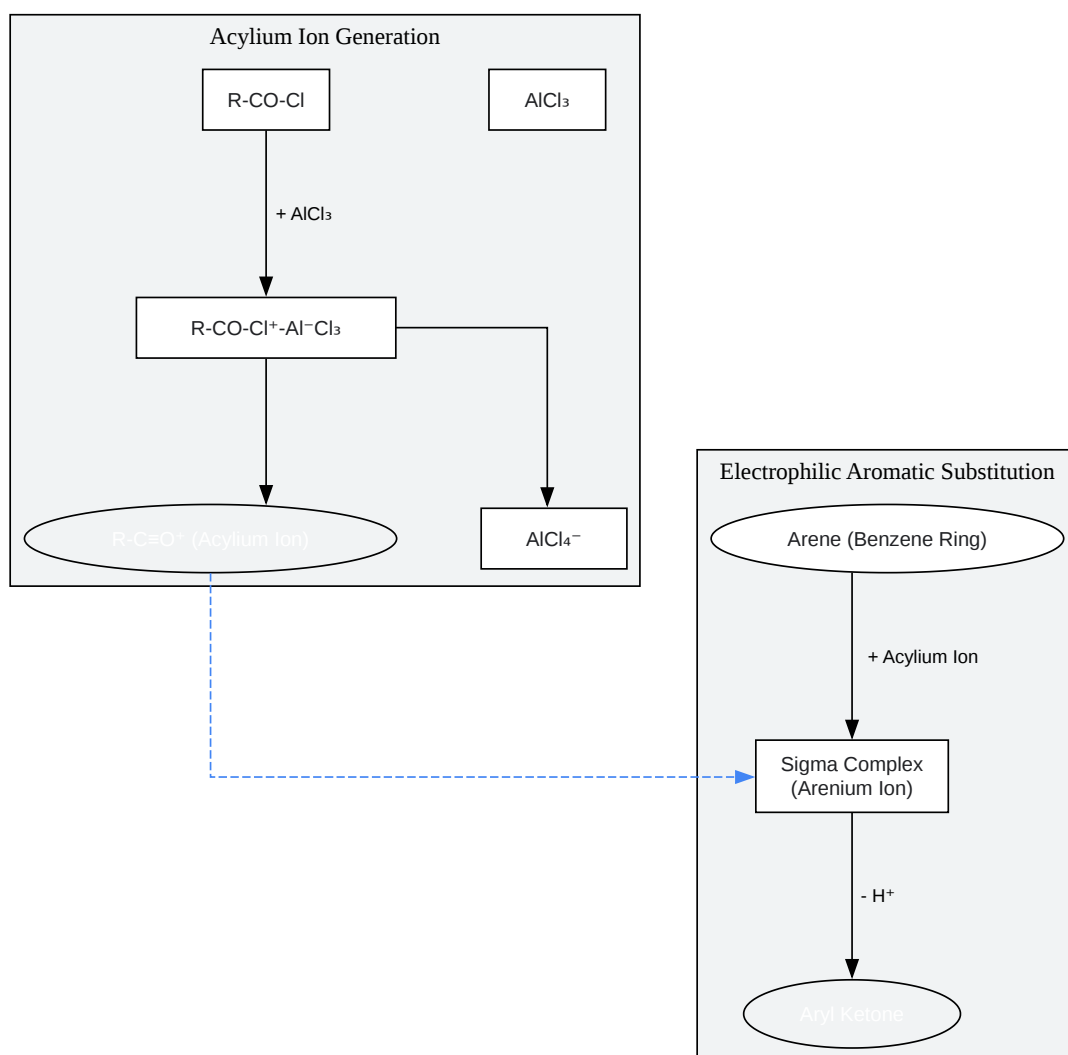 Acylium Ion Generation
R-CO-Cl
AlCl₃
+ AlCl₃
R-CO-Cl⁺-Al⁻Cl₃
R-C≡O⁺ (Acylium Ion)
AlCl₄⁻
Electrophilic Aromatic Substitution
Arene (Benzene Ring)
+ Acylium Ion
Sigma Complex
(Arenium Ion)
- H⁺
Aryl Ketone